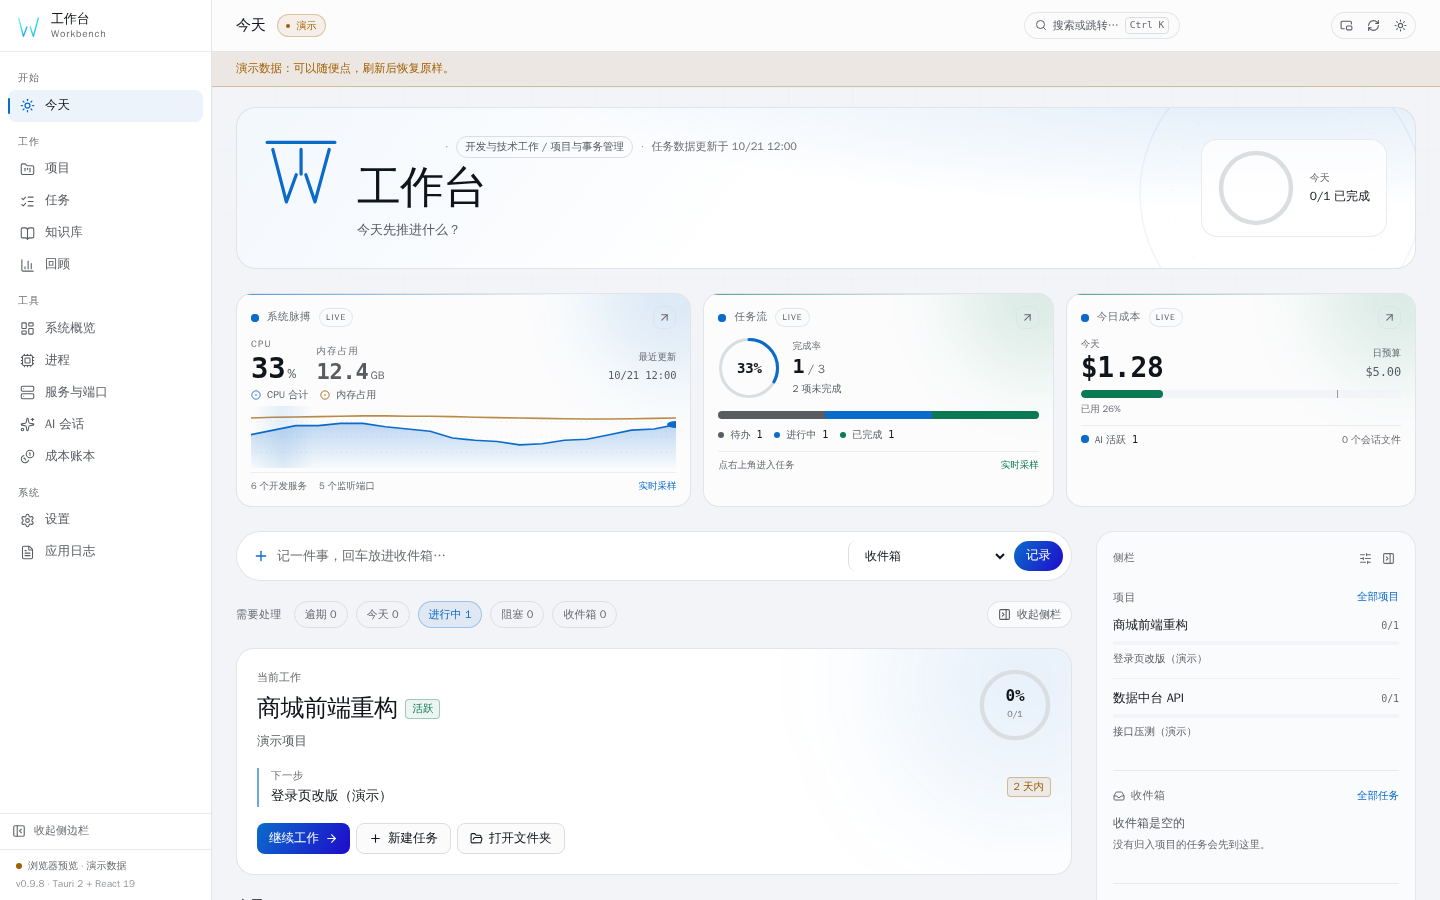 工作台
Workbench
开始
今天
工作
项目
任务
知识库
回顾
工具
系统概览
进程
服务与端口
AI 会话
成本账本
系统
设置
应用日志
收起侧边栏
浏览器预览 · 演示数据
v0.9.8 · Tauri 2 + React 19
今天
演示
搜索或跳转… Ctrl K
演示数据：可以随便点，刷新后恢复原样。
· 开发与技术工作 / 项目与事务管理 · 任务数据更新于 10/21 12:00
工作台
今天先推进什么？
今天
0/1 已完成
系统脉搏 LIVE
CPU
33%
内存占用
12.4GB
最近更新
10/21 12:00
CPU 合计 内存占用
6 个开发服务 5 个监听端口
实时采样
任务流 LIVE
33%
完成率
1 / 3
2 项未完成
待办 1 进行中 1 已完成 1
点右上角进入任务
实时采样
今日成本 LIVE
今天
$1.28
日预算
$5.00
已用 26%
AI 活跃 1
0 个会话文件
记一件事，回车放进收件箱…
收件箱
记录
需要处理 逾期 0 今天 0 进行中 1 阻塞 0 收件箱 0
收起侧栏
当前工作
商城前端重构 活跃
演示项目
0%
0/1
下一步
登录页改版（演示）
2 天内
继续工作 新建任务 打开文件夹
侧栏
项目 全部项目
商城前端重构 0/1
登录页改版（演示）
数据中台 API 0/1
接口压测（演示）
收件箱 全部任务
收件箱是空的
没有归入项目的任务会先到这里。